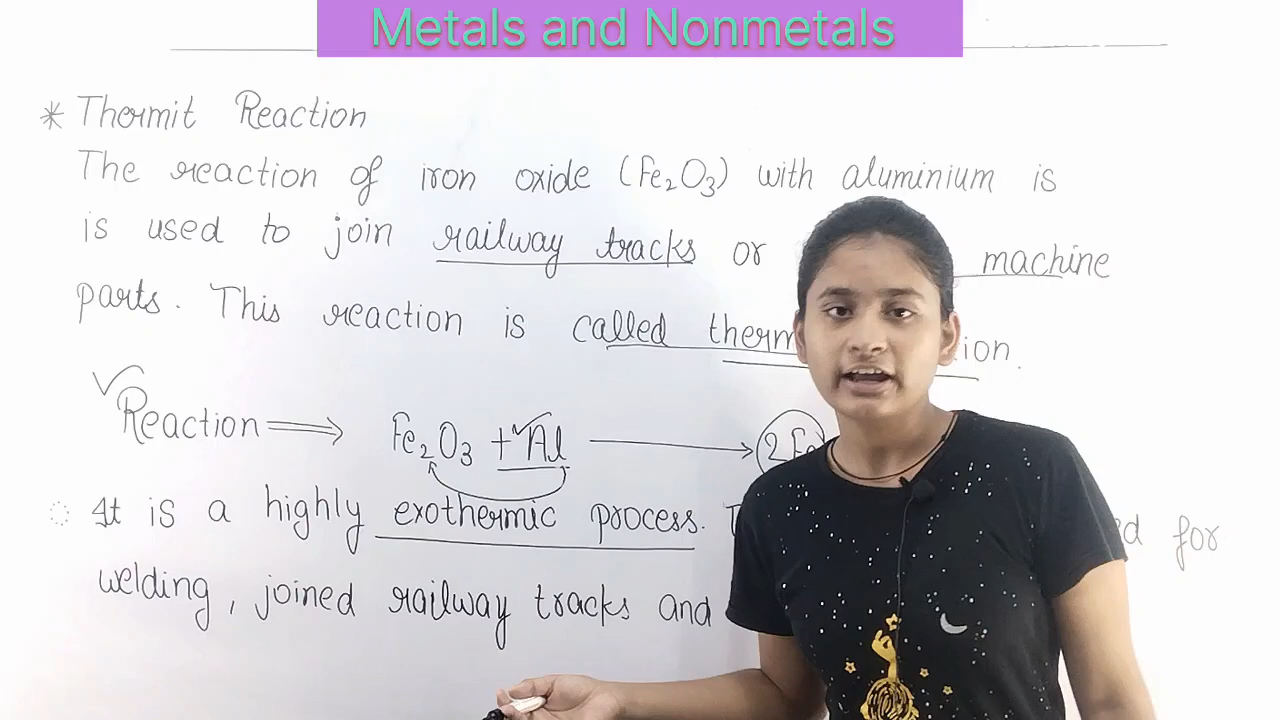 Metals and Nonmetals
* Thermit Reaction
The reaction of iron oxide (Fe₂O₃) with aluminium is
is used to join railway tracks or machine
parts. This reaction is called
Reaction ⟹ Fe₂O₃ + Al ⟶ 2Fe
It is a highly exothermic process. for
welding, joined railway tracks and